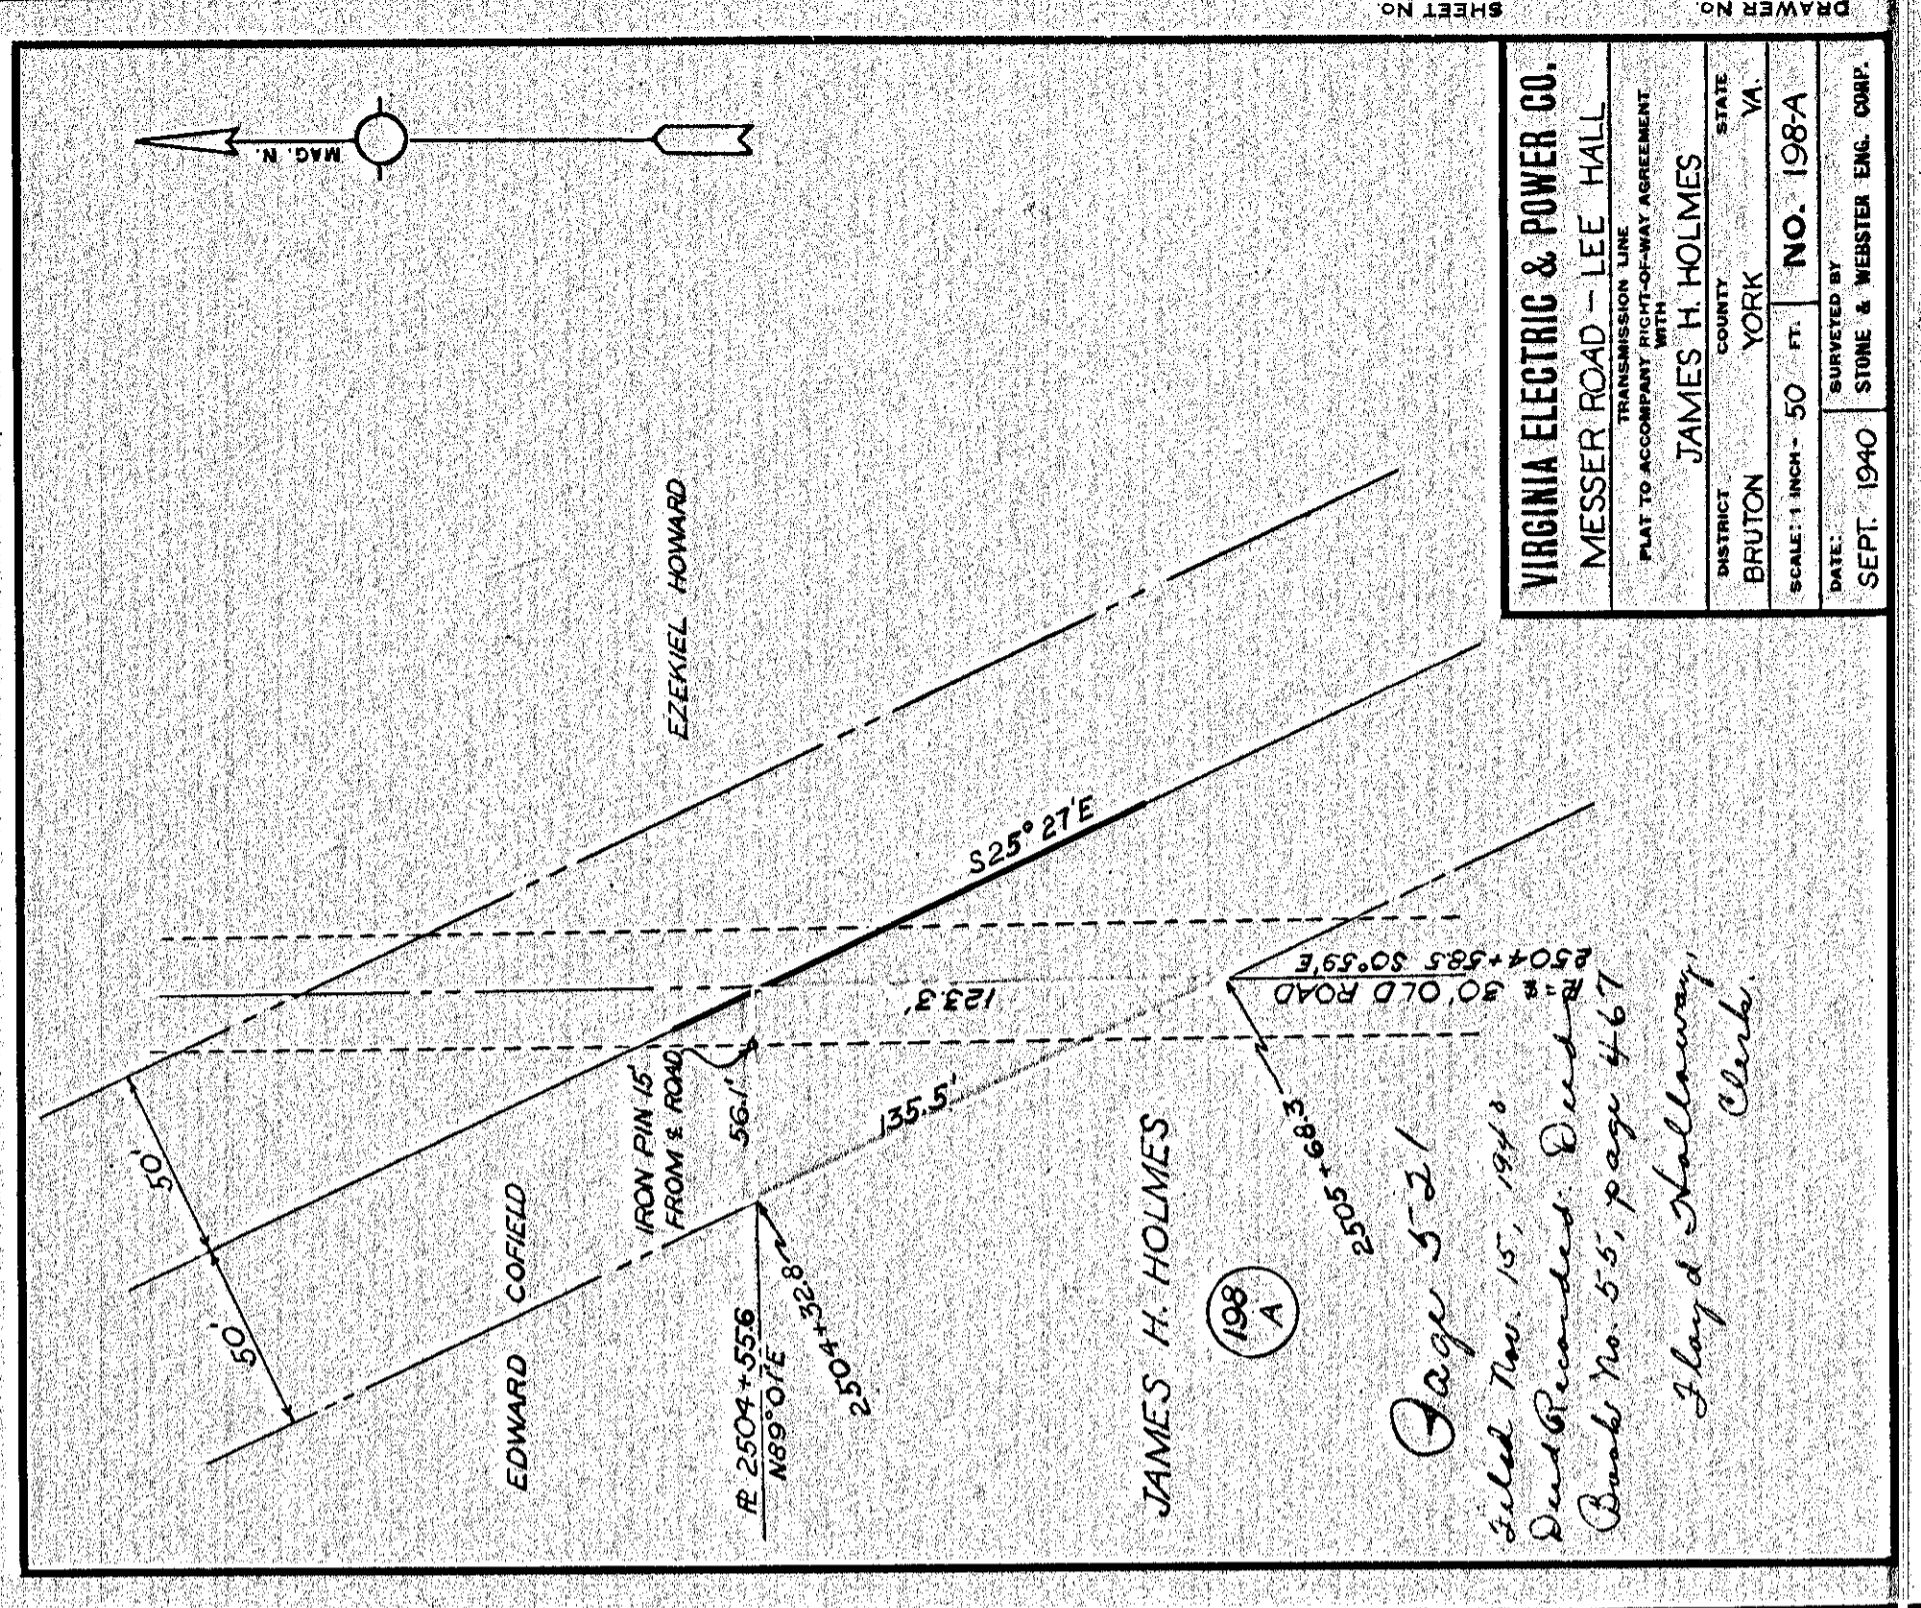 SHEET No.
DRAWER No.
MAG. N.
VIRGINIA ELECTRIC & POWER CO.
MESSER ROAD - LEE HALL
TRANSMISSION LINE
PLAT TO ACCOMPANY RIGHT-OF-WAY AGREEMENT
WITH
JAMES H. HOLMES
DISTRICT COUNTY STATE
BRUTON YORK VA.
SCALE: 1 INCH - 50 FT. NO. 198-A
DATE: SURVEYED BY
SEPT. 1940 STONE & WEBSTER ENG. CORP.
EZEKIEL HOWARD
S25°27'E
50'
50'
EDWARD COFIELD
IRON PIN 15'
FROM ℄ ROAD
56.1'
123.3'
135.5'
℄ 30' OLD ROAD
2504+58.5 S0°59'E
PL 2504+55.6
N89°01'E
2504+32.8
2505+68.3
JAMES H. HOLMES
198
A
Page 521
Filed Nov. 15, 1940
Deed Recorded: Deed
Book No. 55, page 467
Floyd Holloway,
Clerk.